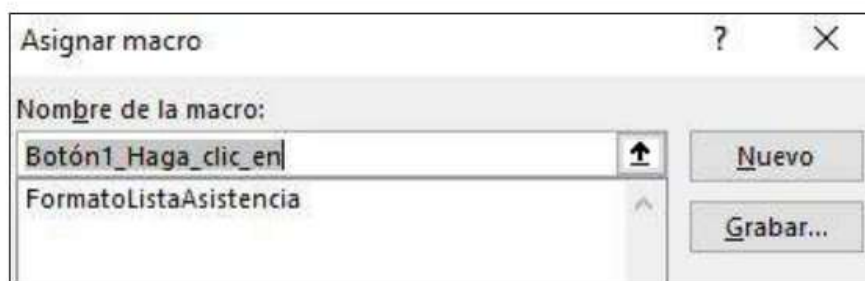 Asignar macro ? X
Nombre de la macro:
Botón1_Haga_clic_en
Nuevo
FormatoListaAsistencia
Grabar...